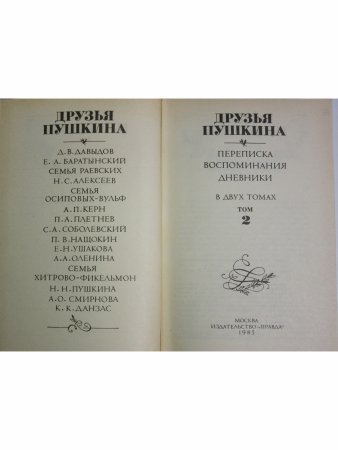 ДРУЗЬЯ
ПУШКИНА
Д. В. ДАВЫДОВ
Е. А. БАРАТЫНСКИЙ
СЕМЬЯ РАЕВСКИХ
Н. С. АЛЕКСЕЕВ
СЕМЬЯ
ОСИПОВЫХ-ВУЛЬФ
А. П. КЕРН
П. А. ПЛЕТНЕВ
С. А. СОБОЛЕВСКИЙ
П. В. НАЩОКИН
Е. Н. УШАКОВА
А. А. ОЛЕНИНА
СЕМЬЯ
ХИТРОВО-ФИКЕЛЬМОН
Н. Н. ПУШКИНА
А. О. СМИРНОВА
К. К. ДАНЗАС
ДРУЗЬЯ
ПУШКИНА
ПЕРЕПИСКА
ВОСПОМИНАНИЯ
ДНЕВНИКИ
В ДВУХ ТОМАХ
ТОМ
2
МОСКВА
ИЗДАТЕЛЬСТВО «ПРАВДА»
1985